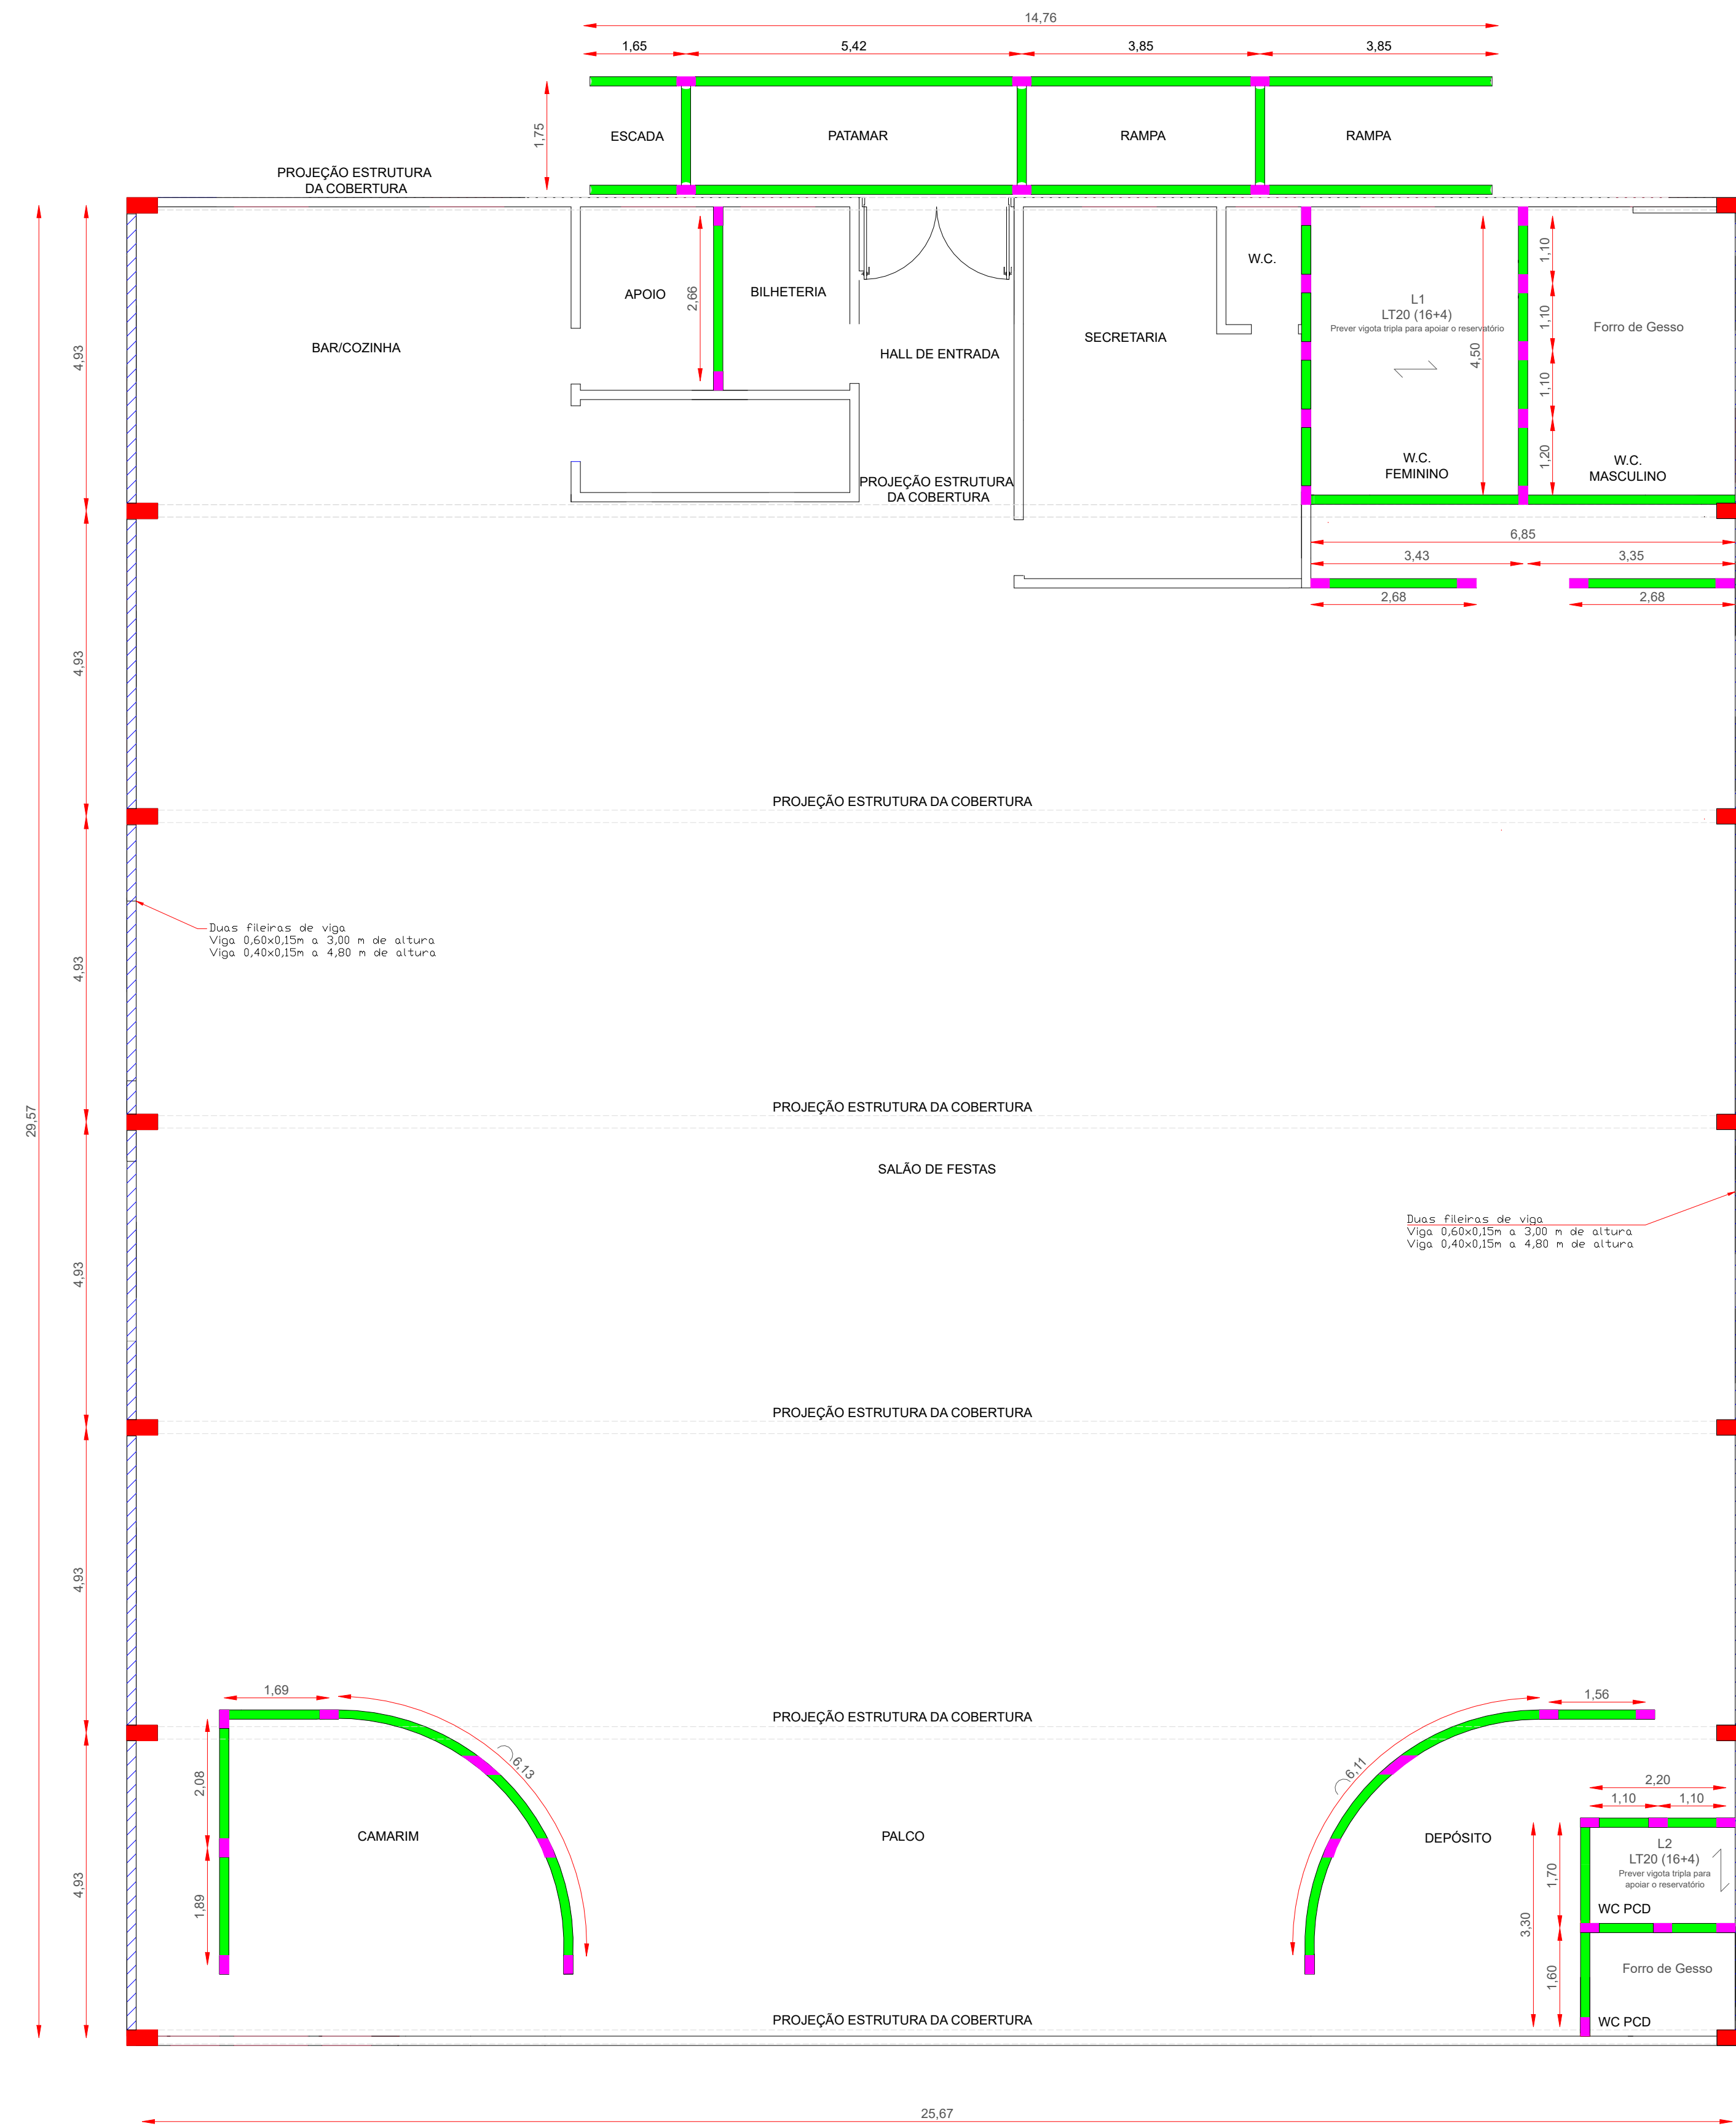 14,76
1,65
5,42
3,85
3,85
1,75
ESCADA
PATAMAR
RAMPA
RAMPA
PROJEÇÃO ESTRUTURA
DA COBERTURA
4,93
BAR/COZINHA
APOIO
2,66
BILHETERIA
HALL DE ENTRADA
SECRETARIA
W.C.
L1
LT20 (16+4)
Prever vigota tripla para apoiar o reservatório
4,50
W.C.
FEMININO
1,10
1,10
1,10
1,20
Forro de Gesso
W.C.
MASCULINO
PROJEÇÃO ESTRUTURA
DA COBERTURA
6,85
3,43
3,35
2,68
2,68
4,93
PROJEÇÃO ESTRUTURA DA COBERTURA
Duas fileiras de viga
Viga 0,60x0,15m a 3,00 m de altura
Viga 0,40x0,15m a 4,80 m de altura
4,93
29,57
PROJEÇÃO ESTRUTURA DA COBERTURA
SALÃO DE FESTAS
Duas fileiras de viga
Viga 0,60x0,15m a 3,00 m de altura
Viga 0,40x0,15m a 4,80 m de altura
4,93
PROJEÇÃO ESTRUTURA DA COBERTURA
4,93
1,69
PROJEÇÃO ESTRUTURA DA COBERTURA
1,56
2,08
6,13
6,11
2,20
1,10
1,10
CAMARIM
PALCO
DEPÓSITO
L2
LT20 (16+4)
Prever vigota tripla para
apoiar o reservatório
WC PCD
1,70
4,93
1,89
3,30
1,60
Forro de Gesso
WC PCD
PROJEÇÃO ESTRUTURA DA COBERTURA
25,67